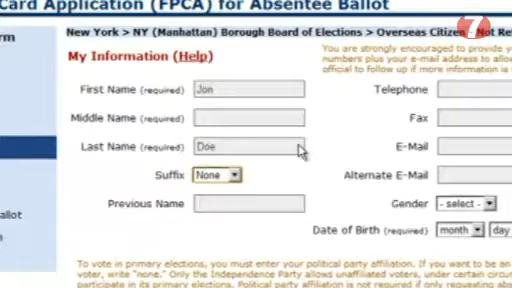 Card Application (FPCA) for Absentee Ballot
7
New York > NY (Manhattan) Borough Board of Elections > Overseas Citizen - Not Re
My Information (Help)
You are strongly encouraged to provide y
numbers plus your e-mail address to allow
official to follow up if more information is
First Name (required) Jon
Middle Name (required)
Last Name (required) Doe
Suffix None
Previous Name
Telephone
Fax
E-Mail
Alternate E-Mail
Gender - select -
Date of Birth (required) month day
allot
To vote in primary elections, you must enter your political party affiliation. If you want to be an
voter, write "none." Only the Independence Party allows unaffiliated voters, under certain circum
participate in its primary elections. Political party affiliation is not required if only requesting abs